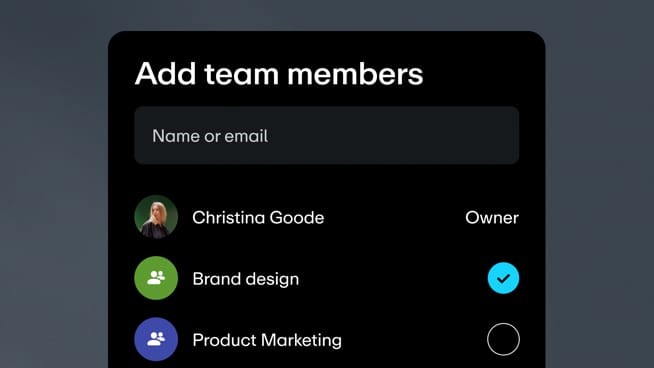 Add team members
Name or email
Christina Goode Owner
Brand design
Product Marketing